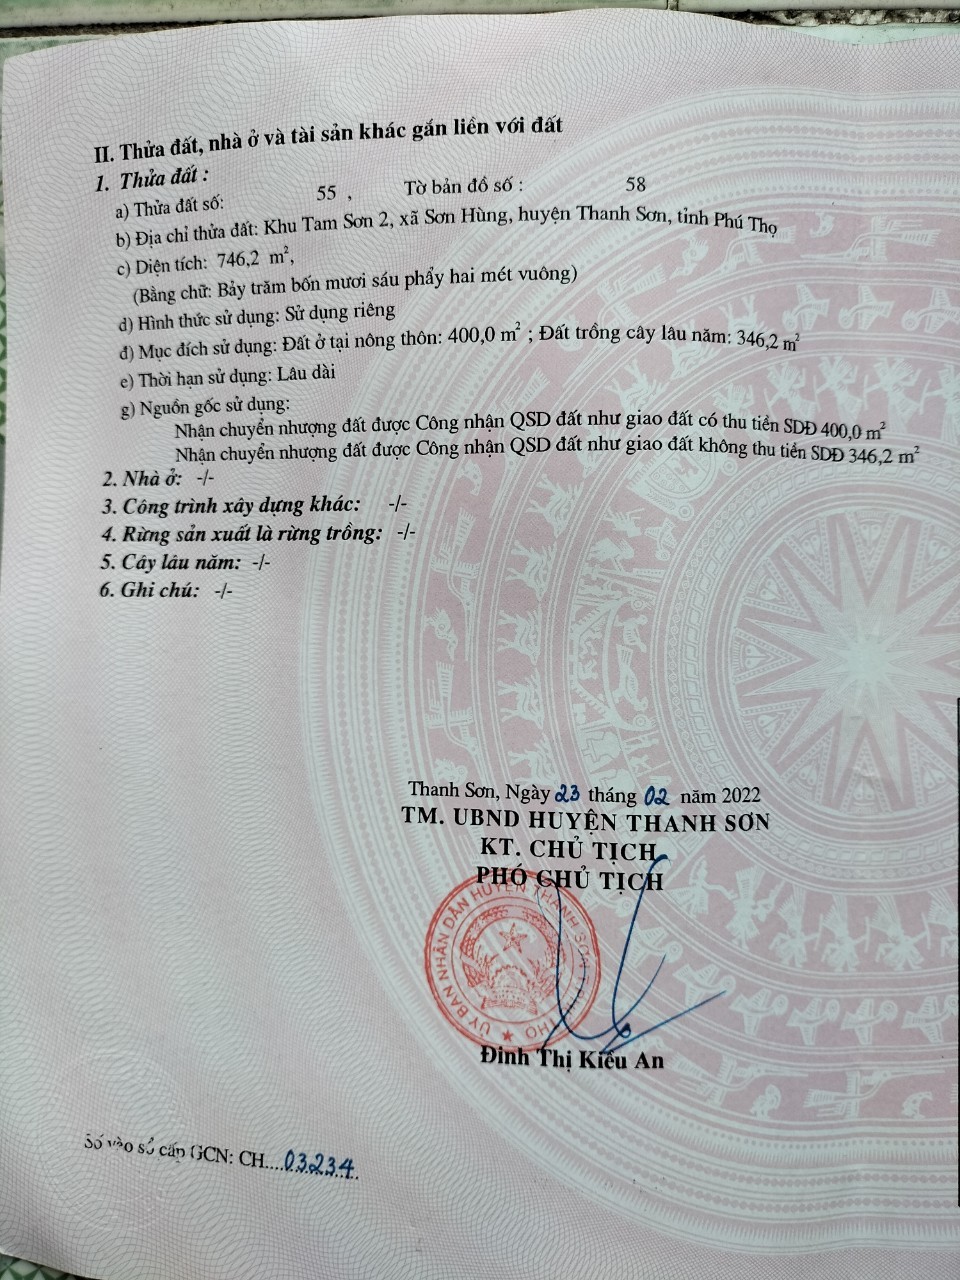 II. Thửa đất, nhà ở và tài sản khác gắn liền với đất
1. Thửa đất :
a) Thửa đất số: 55 , Tờ bản đồ số : 58
b) Địa chỉ thửa đất: Khu Tam Sơn 2, xã Sơn Hùng, huyện Thanh Sơn, tỉnh Phú Thọ
c) Diện tích: 746,2 m²,
(Bằng chữ: Bảy trăm bốn mươi sáu phẩy hai mét vuông)
d) Hình thức sử dụng: Sử dụng riêng
đ) Mục đích sử dụng: Đất ở tại nông thôn: 400,0 m² ; Đất trồng cây lâu năm: 346,2 m²
e) Thời hạn sử dụng: Lâu dài
g) Nguồn gốc sử dụng:
Nhận chuyển nhượng đất được Công nhận QSD đất như giao đất có thu tiền SDĐ 400,0 m²
Nhận chuyển nhượng đất được Công nhận QSD đất như giao đất không thu tiền SDĐ 346,2 m²
2. Nhà ở: -/-
3. Công trình xây dựng khác: -/-
4. Rừng sản xuất là rừng trồng: -/-
5. Cây lâu năm: -/-
6. Ghi chú: -/-
Thanh Sơn, Ngày 23 tháng 02 năm 2022
TM. UBND HUYỆN THANH SƠN
KT. CHỦ TỊCH
PHÓ CHỦ TỊCH
ỦY BAN NHÂN DÂN HUYỆN THANH SƠN TỈNH PHÚ THỌ
Đinh Thị Kiều An
Số vào sổ cấp GCN: CH....03234